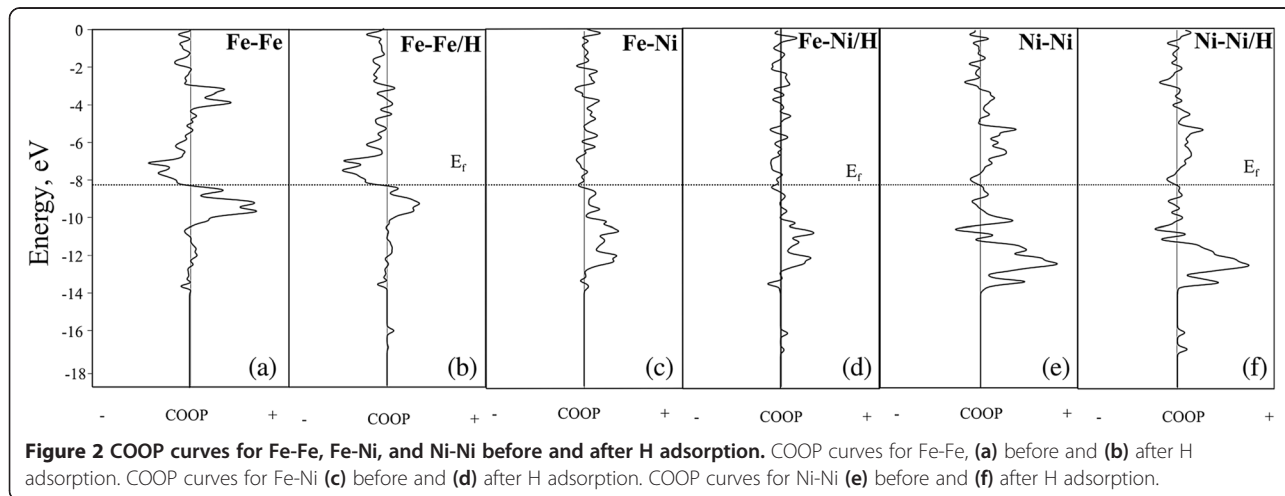 0
-2
-4
-6
-8
-10
-12
-14
-16
-18
Energy, eV
Fe-Fe
Fe-Fe/H
Fe-Ni
Fe-Ni/H
Ni-Ni
Ni-Ni/H
E_f
E_f
E_f
(a)
(b)
(c)
(d)
(e)
(f)
- COOP +
- COOP +
- COOP +
- COOP +
- COOP +
- COOP +
Figure 2 COOP curves for Fe-Fe, Fe-Ni, and Ni-Ni before and after H adsorption. COOP curves for Fe-Fe, (a) before and (b) after H
adsorption. COOP curves for Fe-Ni (c) before and (d) after H adsorption. COOP curves for Ni-Ni (e) before and (f) after H adsorption.